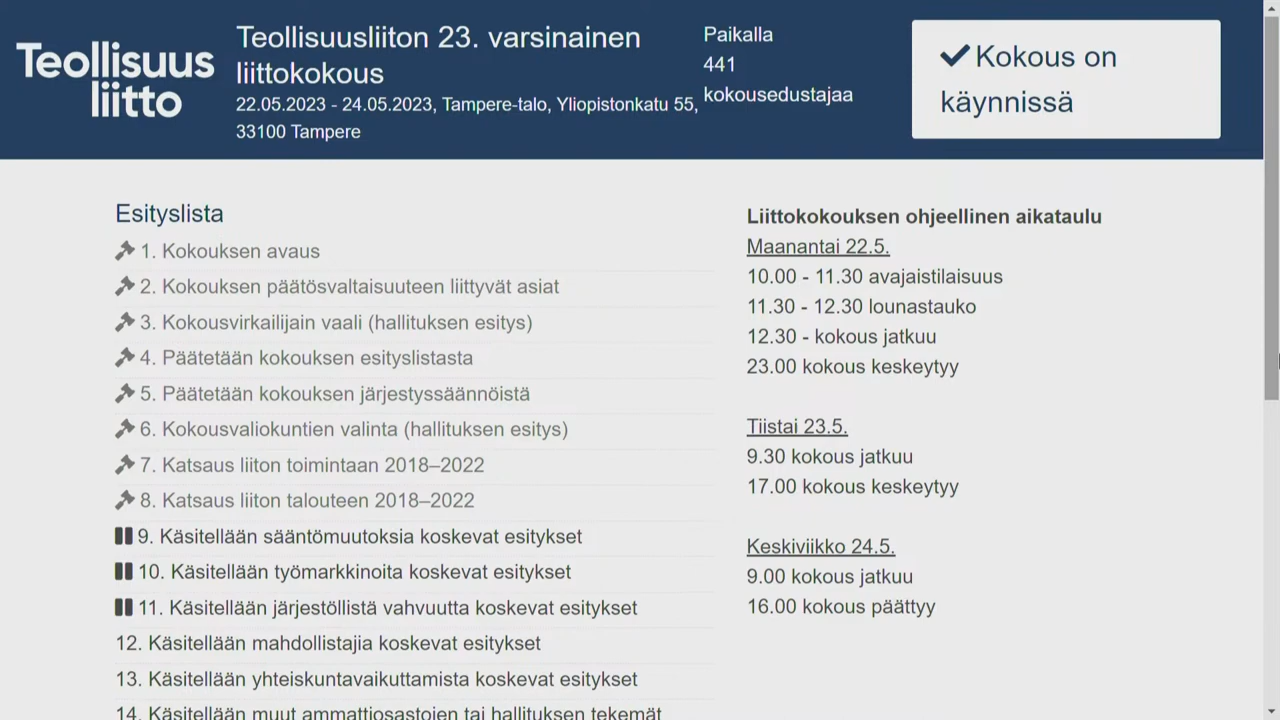 Teollisuus
liitto
Teollisuusliiton 23. varsinainen
liittokokous
22.05.2023 - 24.05.2023, Tampere-talo, Yliopistonkatu 55,
33100 Tampere
Paikalla
441
kokousedustajaa
Kokous on
käynnissä
Esityslista
1. Kokouksen avaus
2. Kokouksen päätösvaltaisuuteen liittyvät asiat
3. Kokousvirkailijain vaali (hallituksen esitys)
4. Päätetään kokouksen esityslistasta
5. Päätetään kokouksen järjestyssäännöistä
6. Kokousvaliokuntien valinta (hallituksen esitys)
7. Katsaus liiton toimintaan 2018–2022
8. Katsaus liiton talouteen 2018–2022
9. Käsitellään sääntömuutoksia koskevat esitykset
10. Käsitellään työmarkkinoita koskevat esitykset
11. Käsitellään järjestöllistä vahvuutta koskevat esitykset
12. Käsitellään mahdollistajia koskevat esitykset
13. Käsitellään yhteiskuntavaikuttamista koskevat esitykset
14. Käsitellään muut ammattiosastojen tai hallituksen tekemät
Liittokokouksen ohjeellinen aikataulu
Maanantai 22.5.
10.00 - 11.30 avajaistilaisuus
11.30 - 12.30 lounastauko
12.30 - kokous jatkuu
23.00 kokous keskeytyy
Tiistai 23.5.
9.30 kokous jatkuu
17.00 kokous keskeytyy
Keskiviikko 24.5.
9.00 kokous jatkuu
16.00 kokous päättyy